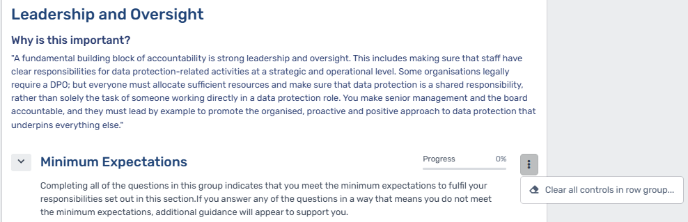 Leadership and Oversight
Why is this important?
"A fundamental building block of accountability is strong leadership and oversight. This includes making sure that staff have
clear responsibilities for data protection-related activities at a strategic and operational level. Some organisations legally
require a DPO; but everyone must allocate sufficient resources and make sure that data protection is a shared responsibility,
rather than solely the task of someone working directly in a data protection role. You make senior management and the board
accountable, and they must lead by example to promote the organised, proactive and positive approach to data protection that
underpins everything else."
Minimum Expectations
Progress 0%
Clear all controls in row group...
Completing all of the questions in this group indicates that you meet the minimum expectations to fulfil your
responsibilities set out in this section.If you answer any of the questions in a way that means you do not meet
the minimum expectations, additional guidance will appear to support you.